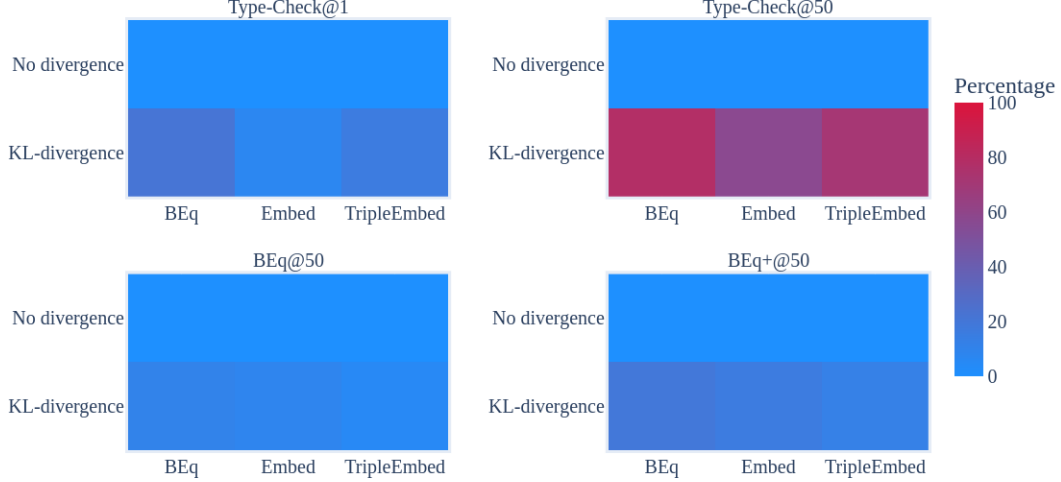 Type-Check@1
No divergence
KL-divergence
BEq Embed TripleEmbed
Type-Check@50
No divergence
KL-divergence
BEq Embed TripleEmbed
Percentage
100
80
60
40
20
0
BEq@50
No divergence
KL-divergence
BEq Embed TripleEmbed
BEq+@50
No divergence
KL-divergence
BEq Embed TripleEmbed